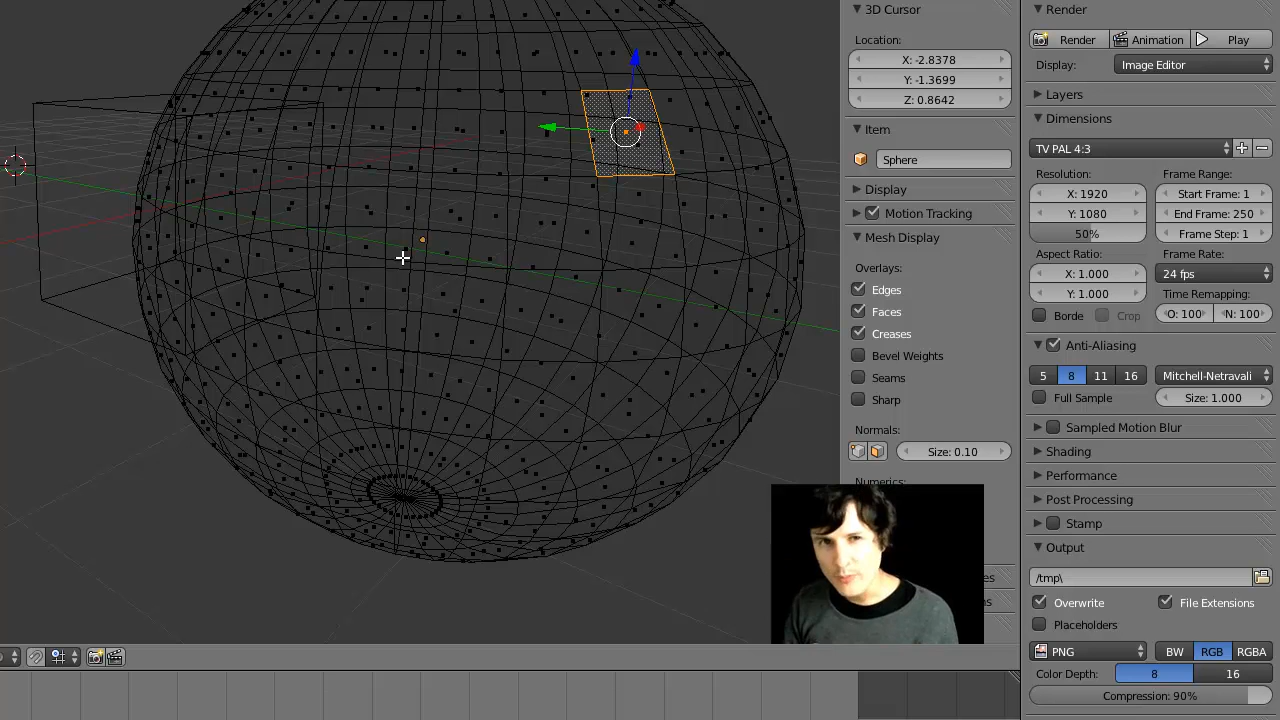 3D Cursor
Location:
X: -2.8378
Y: -1.3699
Z: 0.8642
Item
Sphere
Display
Motion Tracking
Mesh Display
Overlays:
Edges
Faces
Creases
Bevel Weights
Seams
Sharp
Normals:
Size: 0.10
Numerics:
Render
Render Animation Play
Display: Image Editor
Layers
Dimensions
TV PAL 4:3
Resolution: Frame Range:
X: 1920 Start Frame: 1
Y: 1080 End Frame: 250
50% Frame Step: 1
Aspect Ratio: Frame Rate:
X: 1.000 24 fps
Y: 1.000 Time Remapping:
Borde Crop O: 100 N: 100
Anti-Aliasing
5 8 11 16 Mitchell-Netravali
Full Sample Size: 1.000
Sampled Motion Blur
Shading
Performance
Post Processing
Stamp
Output
/tmp\
Overwrite File Extensions
Placeholders
PNG BW RGB RGBA
Color Depth: 8 16
Compression: 90%